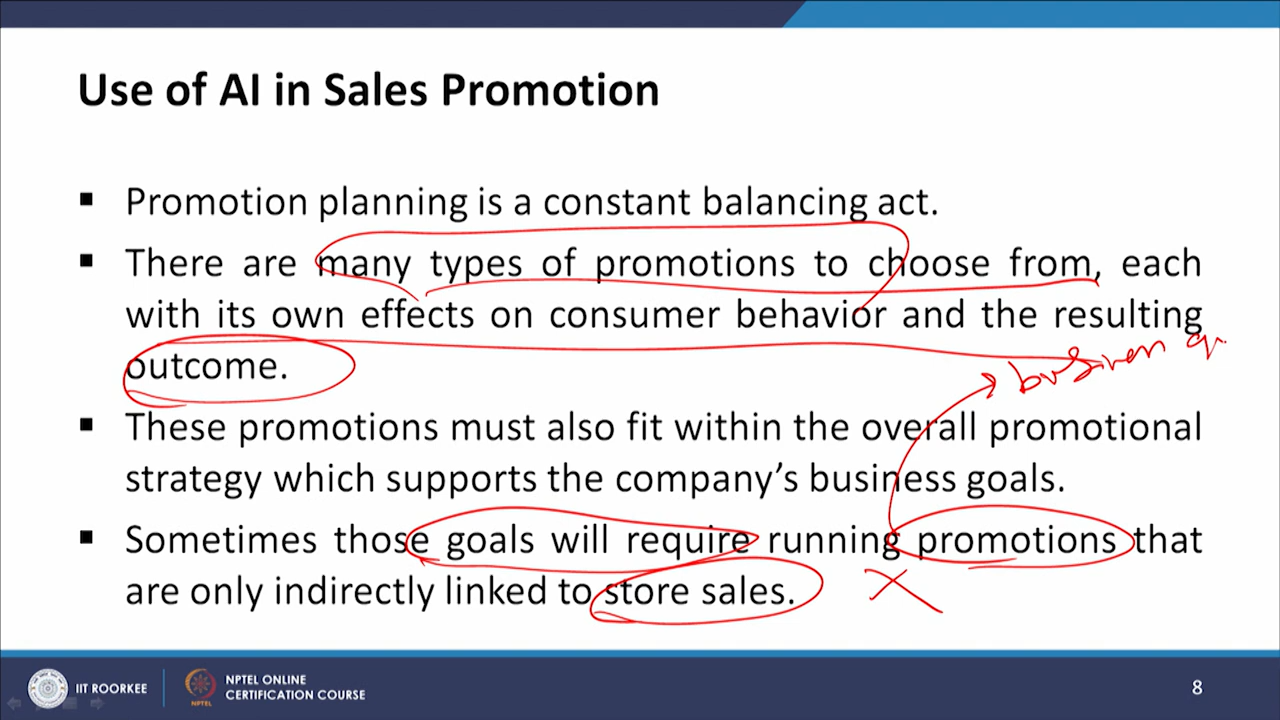 Use of AI in Sales Promotion
▪ Promotion planning is a constant balancing act.
▪ There are many types of promotions to choose from, each
with its own effects on consumer behavior and the resulting
outcome.
business
▪ These promotions must also fit within the overall promotional
strategy which supports the company's business goals.
▪ Sometimes those goals will require running promotions that
are only indirectly linked to store sales.
IIT ROORKEE
NPTEL ONLINE
CERTIFICATION COURSE
NPTEL
8